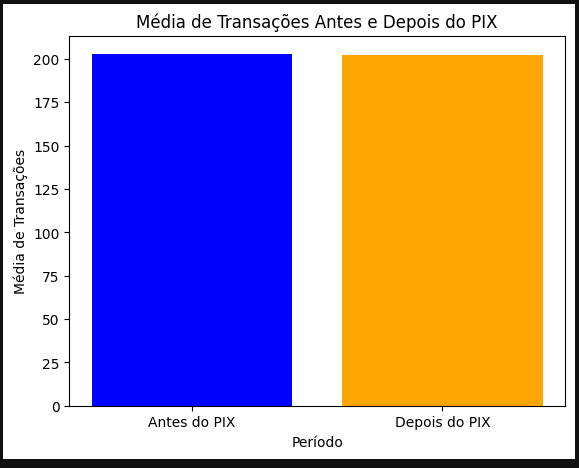 Média de Transações Antes e Depois do PIX
Média de Transações
200
175
150
125
100
75
50
25
0
Antes do PIX
Depois do PIX
Período